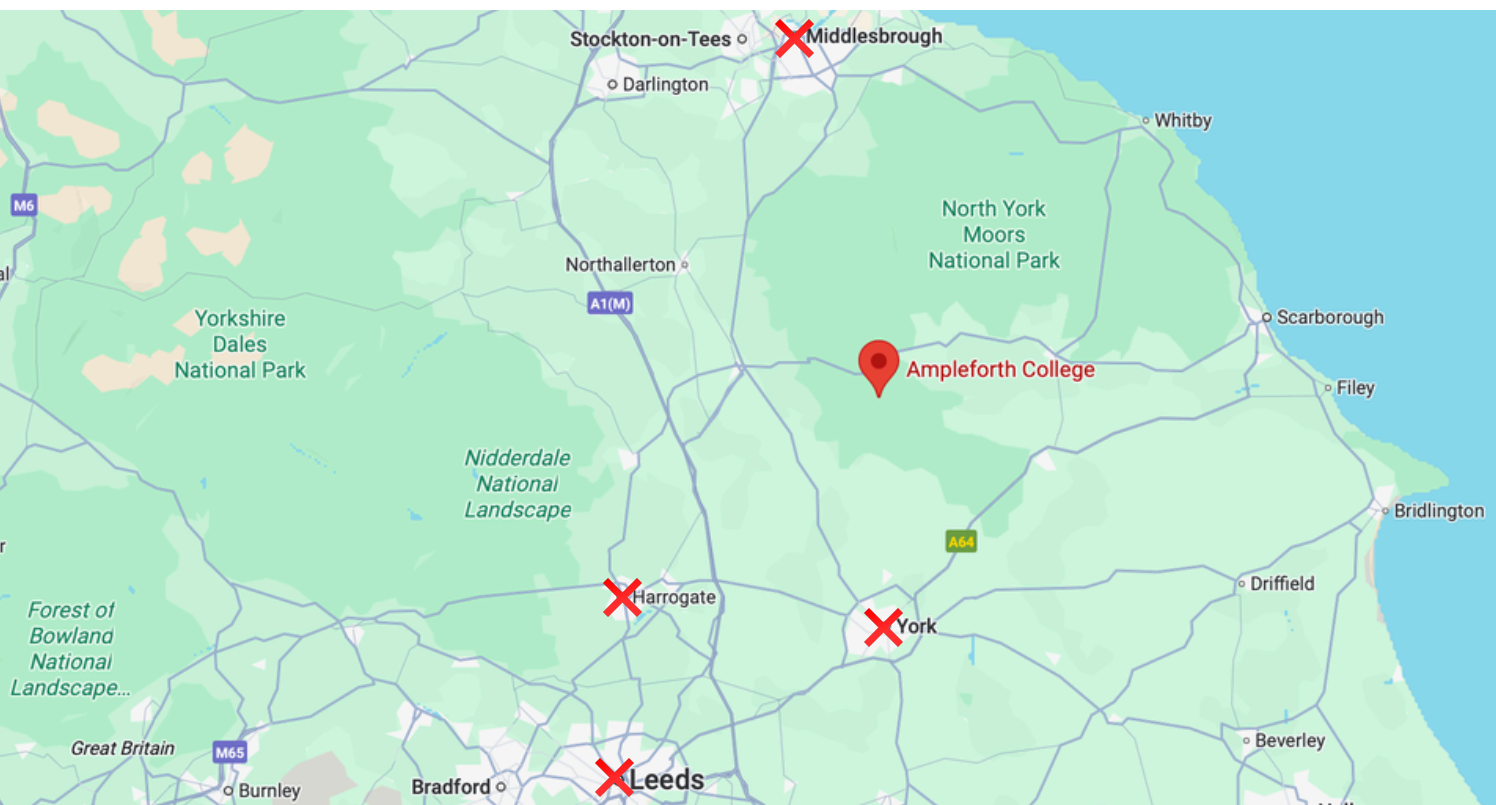 Middlesbrough
Stockton-on-Tees
Darlington
Whitby
M6
North York
Moors
National Park
Northallerton
al
A1(M)
Yorkshire
Dales
National Park
Scarborough
Ampleforth College
Filey
Nidderdale
National
Landscape
Bridlington
A64
r
Driffield
Harrogate
Forest of
Bowland
National
Landscape...
York
Great Britain
M65
Beverley
Leeds
Bradford
Burnley